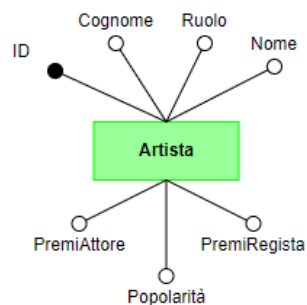 Cognome Ruolo
ID Nome
Artista
PremiAttore PremiRegista
Popolarità